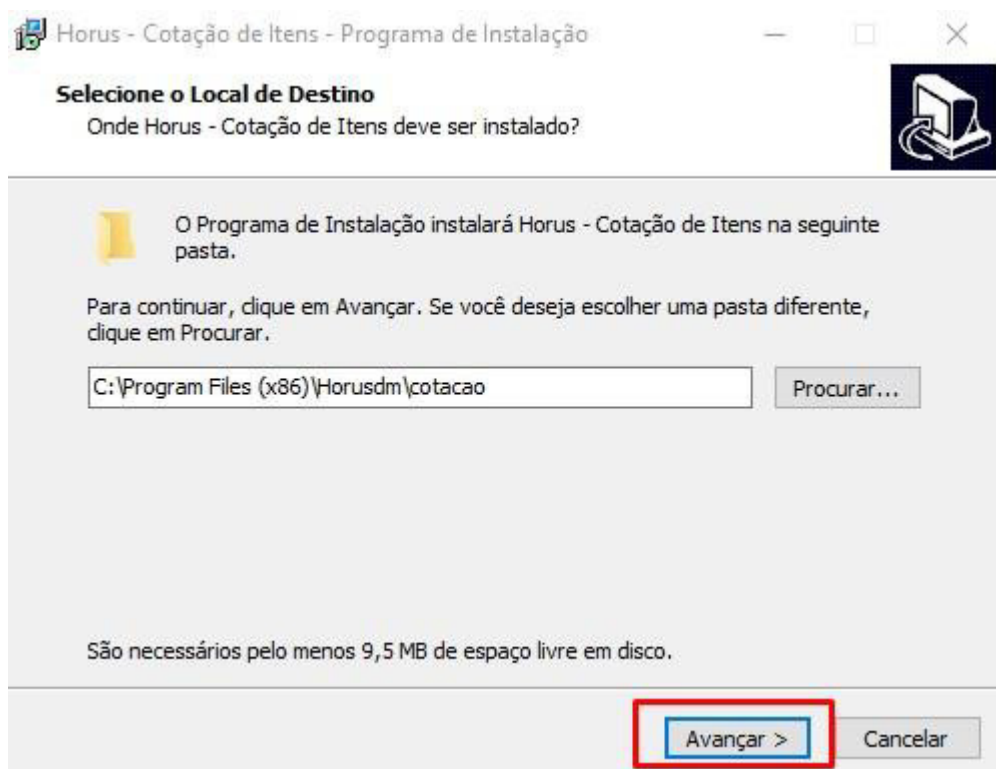 Horus - Cotação de Itens - Programa de Instalação
Selecione o Local de Destino
Onde Horus - Cotação de Itens deve ser instalado?
O Programa de Instalação instalará Horus - Cotação de Itens na seguinte
pasta.
Para continuar, clique em Avançar. Se você deseja escolher uma pasta diferente,
clique em Procurar.
C:\Program Files (x86)\Horusdm\cotacao
Procurar...
São necessários pelo menos 9,5 MB de espaço livre em disco.
Avançar >
Cancelar